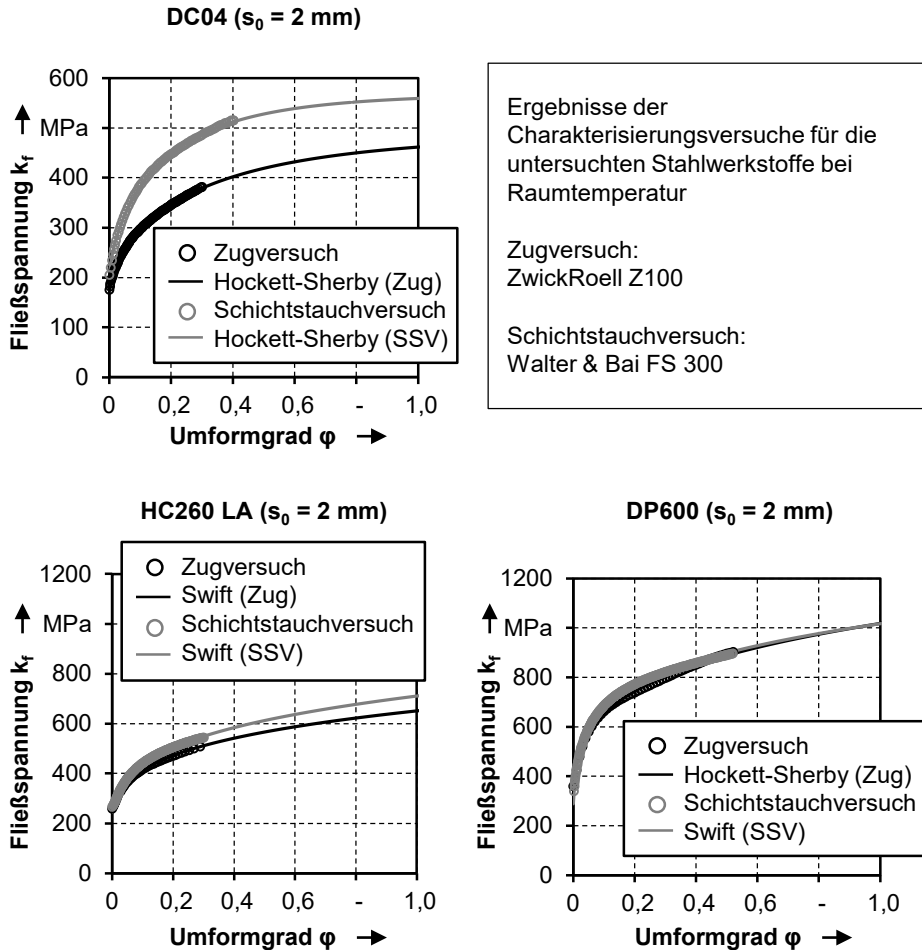 DC04 (s0 = 2 mm)
600
MPa
400
300
200
100
0
Fließspannung kf
0 0,2 0,4 0,6 - 1,0
Umformgrad φ
Zugversuch
Hockett-Sherby (Zug)
Schichtstauchversuch
Hockett-Sherby (SSV)
Ergebnisse der
Charakterisierungsversuche für die
untersuchten Stahlwerkstoffe bei
Raumtemperatur
Zugversuch:
ZwickRoell Z100
Schichtstauchversuch:
Walter & Bai FS 300
HC260 LA (s0 = 2 mm)
1200
MPa
800
600
400
200
0
Fließspannung kf
0 0,2 0,4 0,6 - 1,0
Umformgrad φ
Zugversuch
Swift (Zug)
Schichtstauchversuch
Swift (SSV)
DP600 (s0 = 2 mm)
1200
MPa
800
600
400
200
0
Fließspannung kf
0 0,2 0,4 0,6 - 1,0
Umformgrad φ
Zugversuch
Hockett-Sherby (Zug)
Schichtstauchversuch
Swift (SSV)